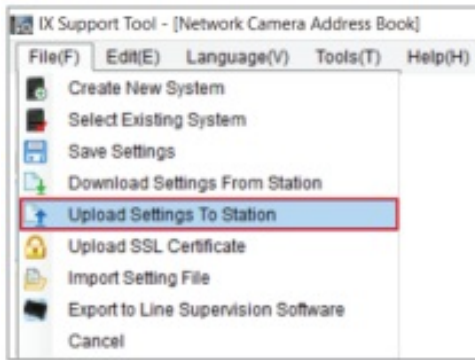 IX Support Tool - [Network Camera Address Book]
File(F) Edit(E) Language(V) Tools(T) Help(H)
Create New System
Select Existing System
Save Settings
Download Settings From Station
Upload Settings To Station
Upload SSL Certificate
Import Setting File
Export to Line Supervision Software
Cancel